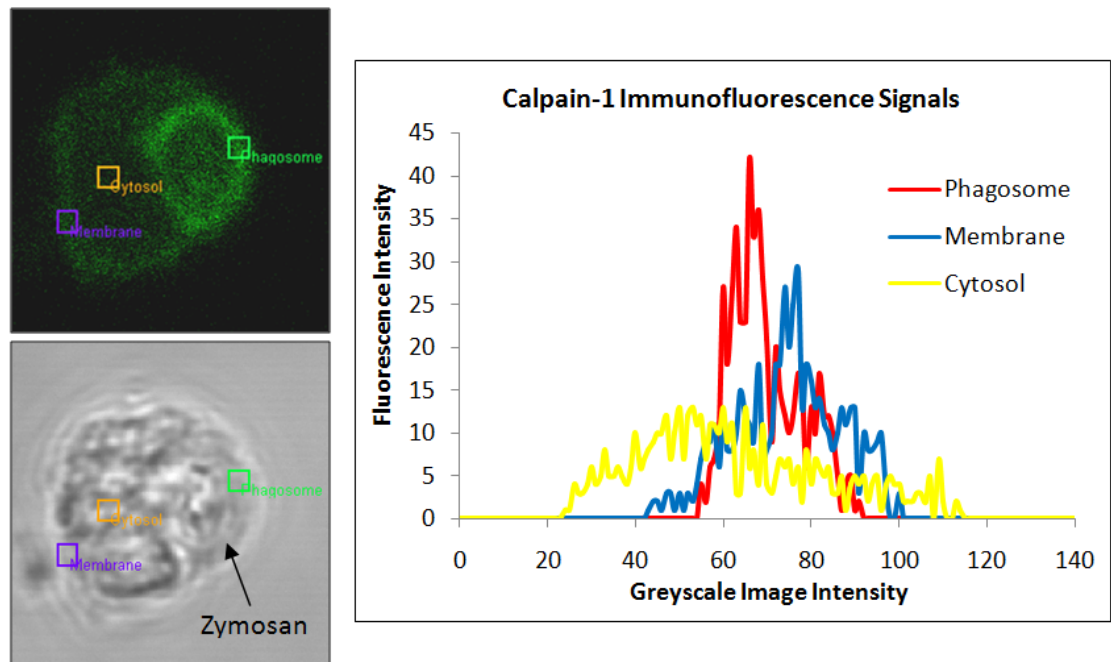 Phagosome
Cytosol
Membrane
Phagosome
Cytosol
Membrane
Zymosan
Calpain-1 Immunofluorescence Signals
45
40
35
30
25
20
15
10
5
0
Fluorescence Intensity
Phagosome
Membrane
Cytosol
0 20 40 60 80 100 120 140
Greyscale Image Intensity